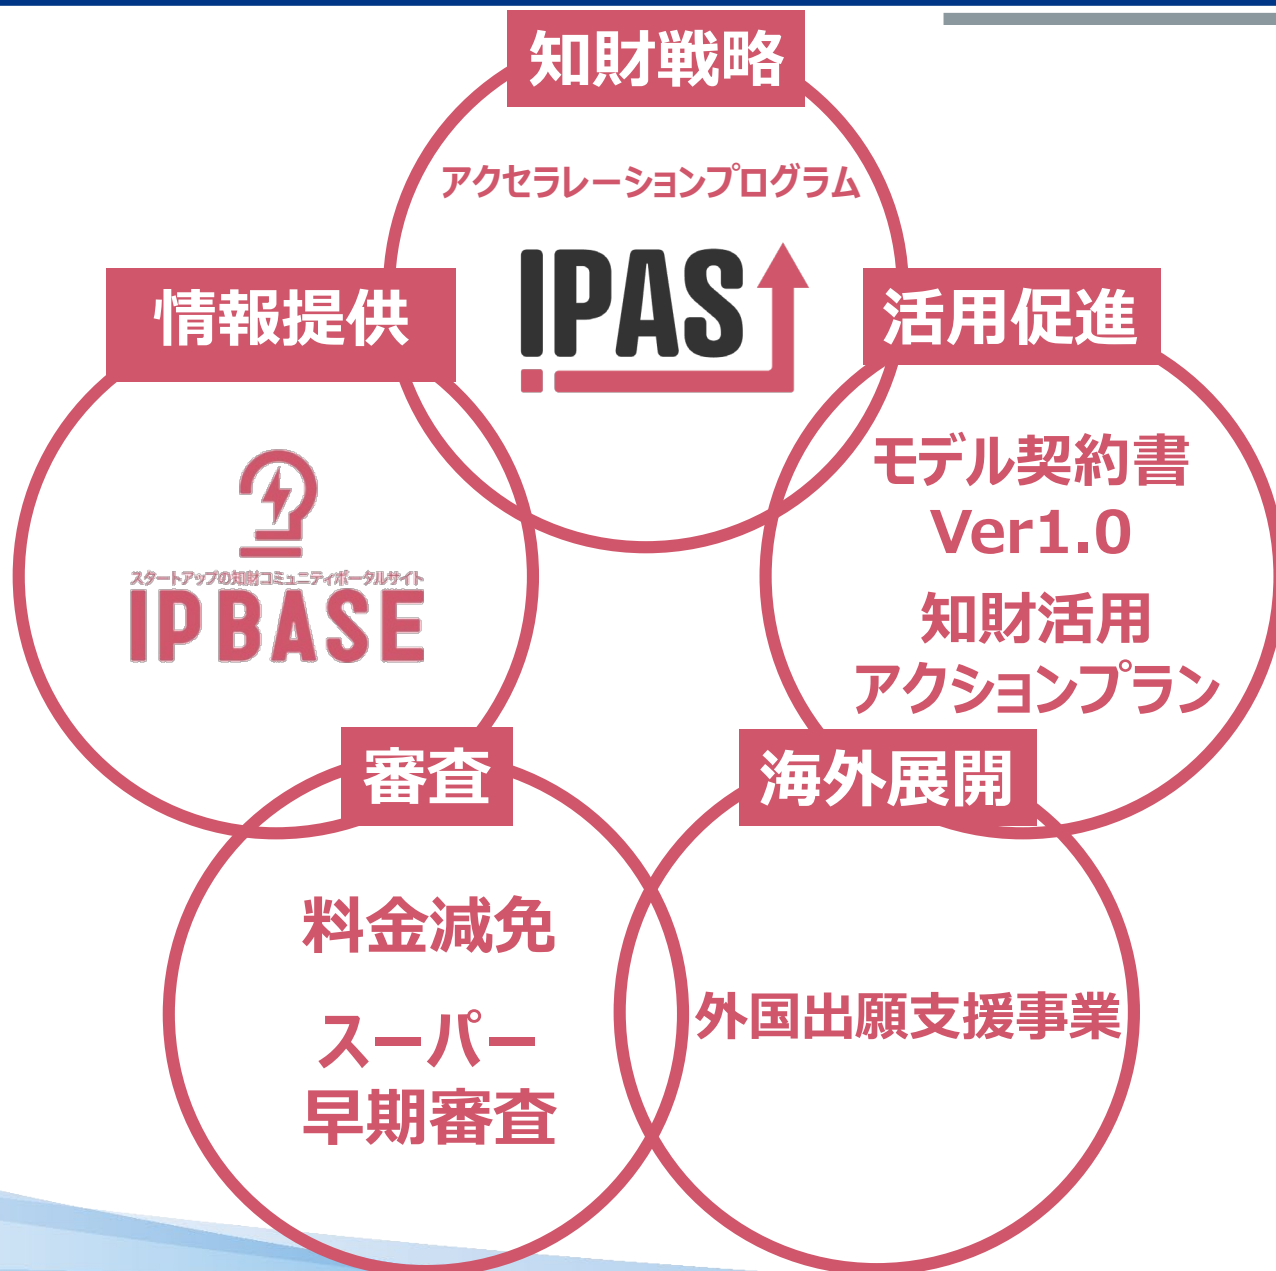 知財戦略
アクセラレーションプログラム
IPAS
情報提供
スタートアップの知財コミュニティポータルサイト
IPBASE
活用促進
モデル契約書
Ver1.0
知財活用
アクションプラン
審査
料金減免
スーパー
早期審査
海外展開
外国出願支援事業